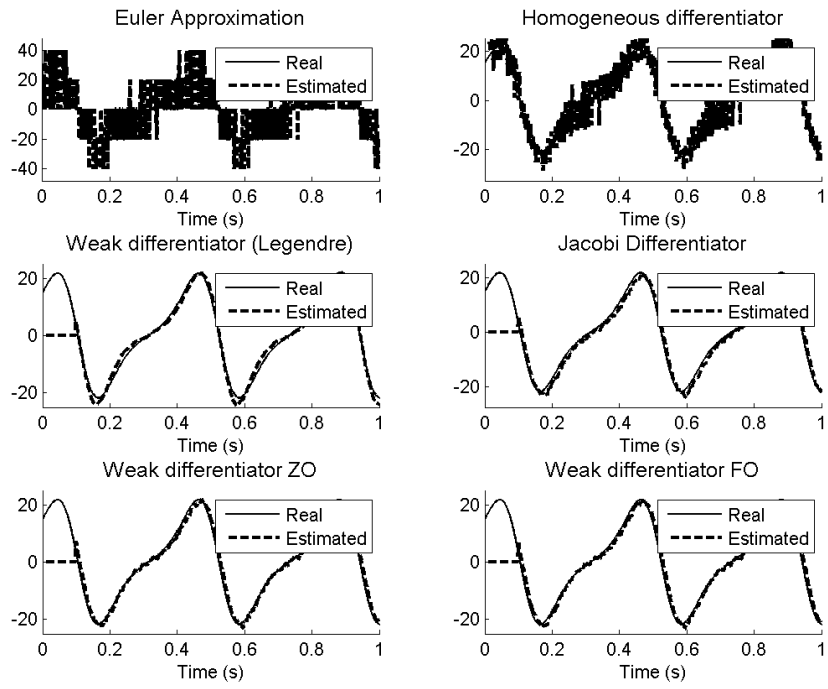 Euler Approximation
40
20
0
-20
-40
Real
Estimated
0 0.2 0.4 0.6 0.8 1
Time (s)
Homogeneous differentiator
20
0
-20
Real
Estimated
0 0.2 0.4 0.6 0.8 1
Time (s)
Weak differentiator (Legendre)
20
0
-20
Real
Estimated
0 0.2 0.4 0.6 0.8 1
Time (s)
Jacobi Differentiator
20
0
-20
Real
Estimated
0 0.2 0.4 0.6 0.8 1
Time (s)
Weak differentiator ZO
20
0
-20
Real
Estimated
0 0.2 0.4 0.6 0.8 1
Time (s)
Weak differentiator FO
20
0
-20
Real
Estimated
0 0.2 0.4 0.6 0.8 1
Time (s)